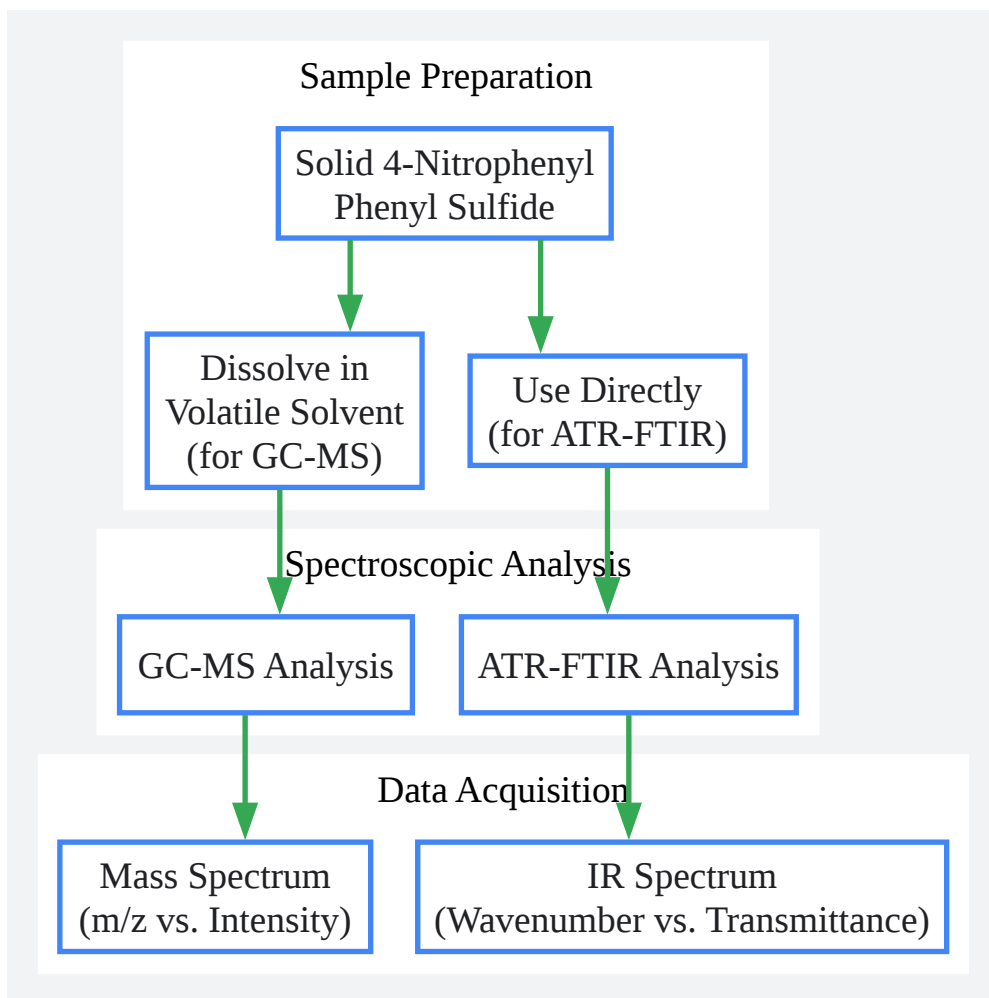 Sample Preparation
Solid 4-Nitrophenyl
Phenyl Sulfide
Dissolve in
Volatile Solvent
(for GC-MS)
Use Directly
(for ATR-FTIR)
Spectroscopic Analysis
GC-MS Analysis
ATR-FTIR Analysis
Data Acquisition
Mass Spectrum
(m/z vs. Intensity)
IR Spectrum
(Wavenumber vs. Transmittance)